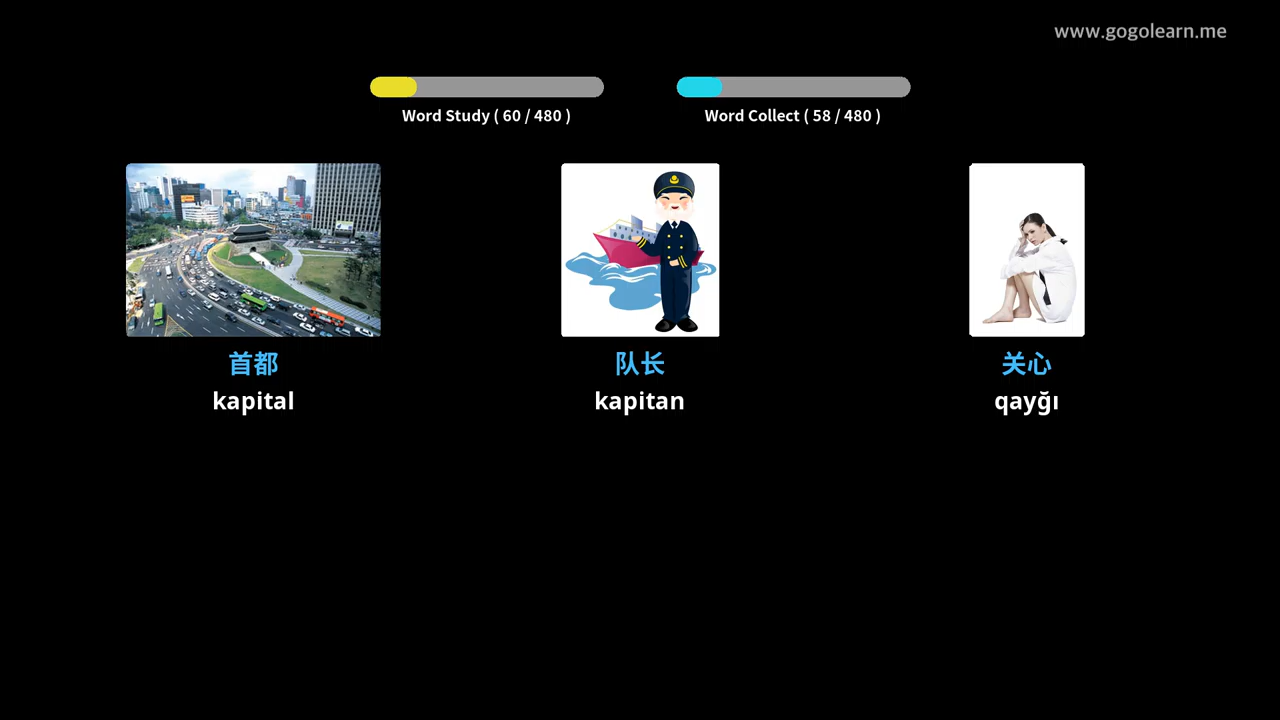 www.gogolearn.me
Word Study ( 60 / 480 )
Word Collect ( 58 / 480 )
首都
kapital
队长
kapitan
关心
qayğı